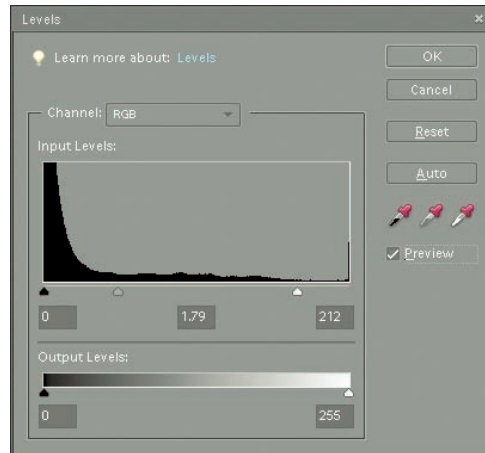 Levels
Learn more about: Levels
OK
Cancel
Channel: RGB
Reset
Input Levels:
Auto
Preview
0 1.79 212
Output Levels:
0 255